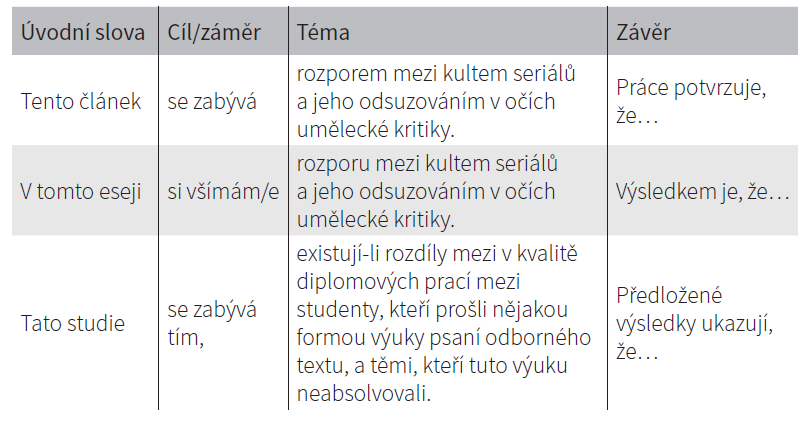 Úvodní slova Cíl/záměr Téma Závěr
Tento článek
se zabývá
rozporem mezi kultem seriálů
a jeho odsuzováním v očích
umělecké kritiky.
Práce potvrzuje,
že…
V tomto eseji
si všímám/e
rozporu mezi kultem seriálů
a jeho odsuzováním v očích
umělecké kritiky.
Výsledkem je, že…
Tato studie
se zabývá
tím,
existují-li rozdíly mezi v kvalitě
diplomových prací mezi
studenty, kteří prošli nějakou
formou výuky psaní odborného
textu, a těmi, kteří tuto výuku
neabsolvovali.
Předložené
výsledky ukazují,
že…